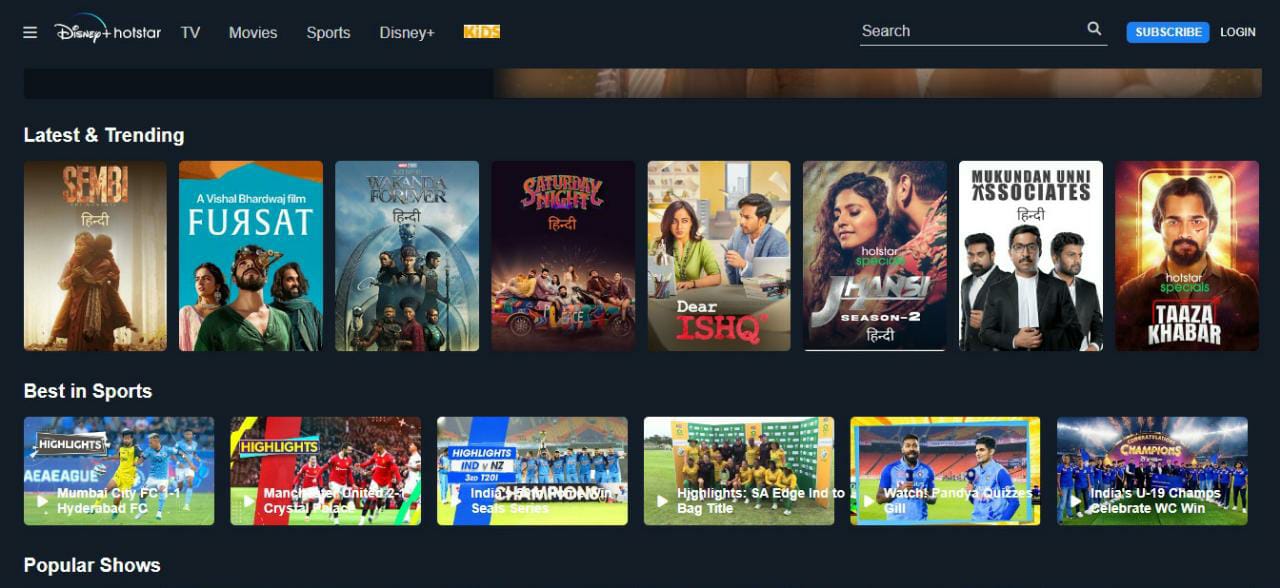 Disney+ hotstar TV Movies Sports Disney+ KIDS Search SUBSCRIBE LOGIN
Latest & Trending
SEMBI
हिन्दी
A Vishal Bhardwaj film
FURSAT
WAKANDA
FOREVER
हिन्दी
SATURDAY
NIGHT
हिन्दी
Dear
ISHQ
hotstar
specials
JHANSI
SEASON-2
हिन्दी
MUKUNDAN UNNI
ASSOCIATES
हिन्दी
hotstar
specials
TAAZA
KHABAR
Best in Sports
HIGHLIGHTS
Mumbai City FC 1-1
Hyderabad FC
HIGHLIGHTS
Manchester United 2-1
Crystal Palace
HIGHLIGHTS
IND v NZ
3RD T20I
Seals Series
Highlights: SA Edge Ind to
Bag Title
Watch! Pandya Quizzes
Gill
CONGRATULATIONS
CHAMPIONS
India's U-19 Champs
Celebrate WC Win
Popular Shows